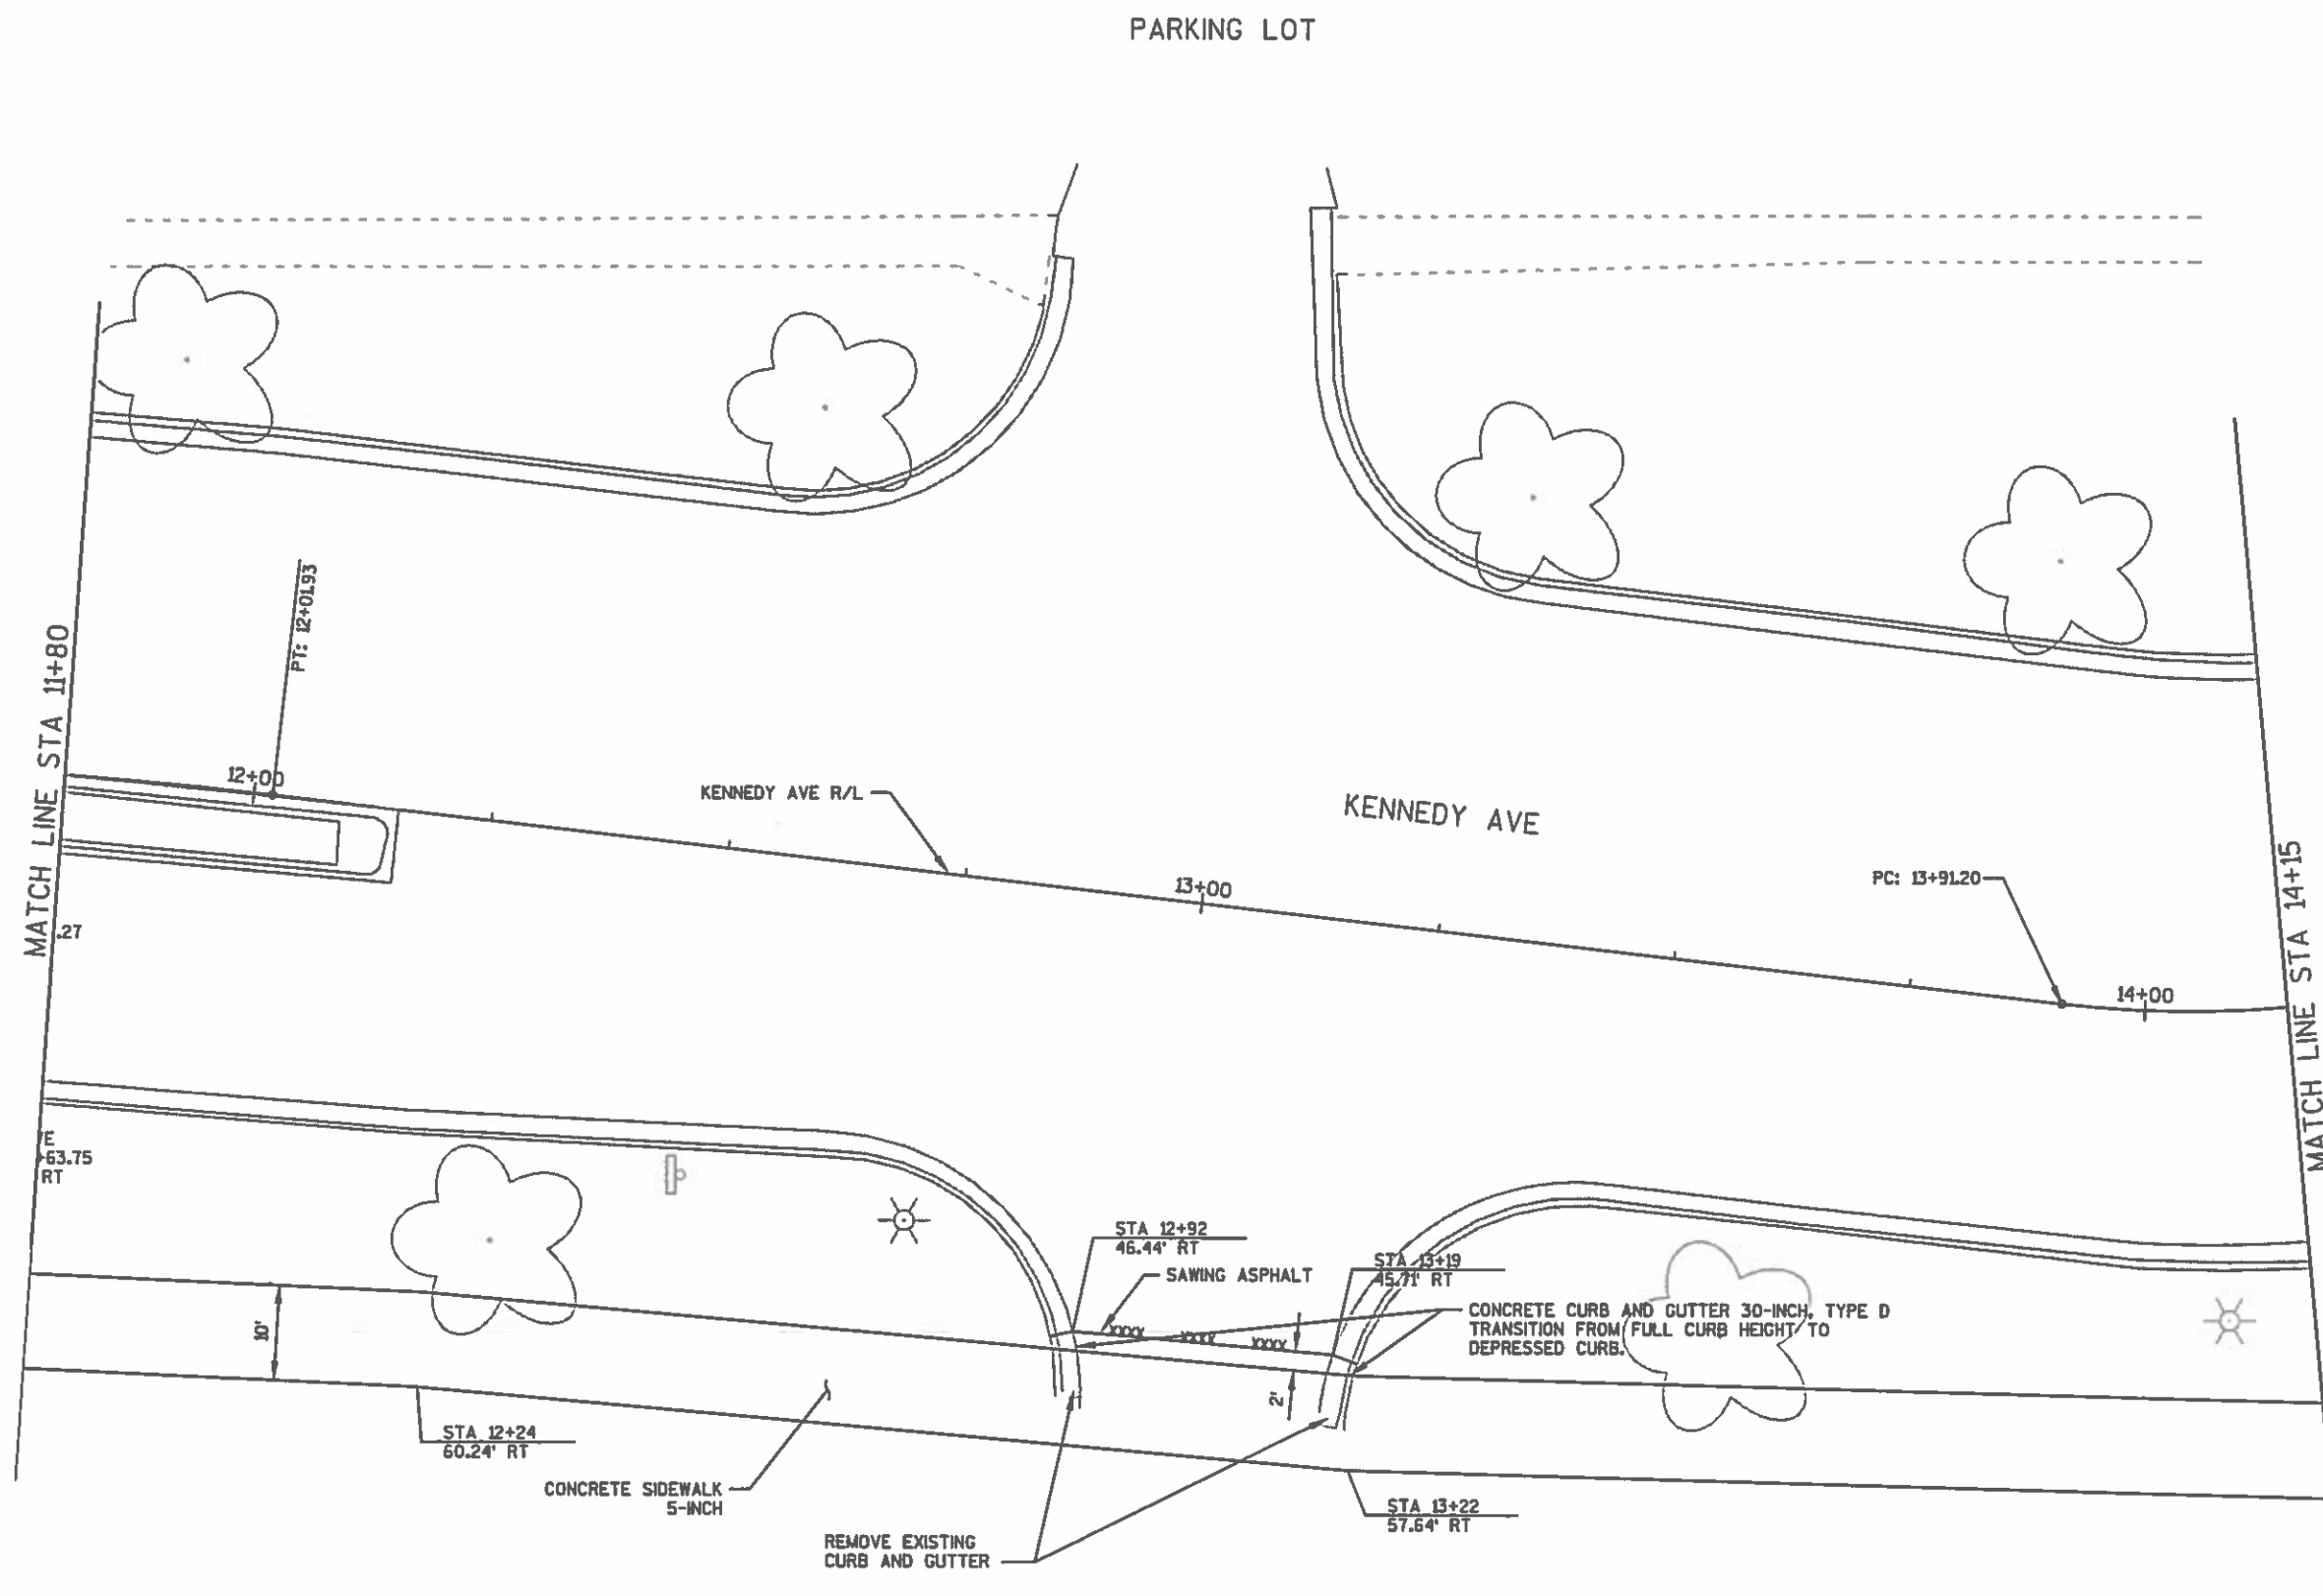 PARKING LOT
MATCH LINE STA 11+80
PT: 12+01.93
12+00
KENNEDY AVE R/L
KENNEDY AVE
13+00
PC: 13+91.20
14+00
MATCH LINE STA 14+15
.27
E
+63.75
RT
10'
STA 12+92
46.44' RT
SAWING ASPHALT
XXXX XXXX XXXX
STA 13+19
45.71' RT
CONCRETE CURB AND GUTTER 30-INCH, TYPE D
TRANSITION FROM FULL CURB HEIGHT TO
DEPRESSED CURB.
2'
STA 12+24
60.24' RT
CONCRETE SIDEWALK
5-INCH
STA 13+22
57.64' RT
REMOVE EXISTING
CURB AND GUTTER